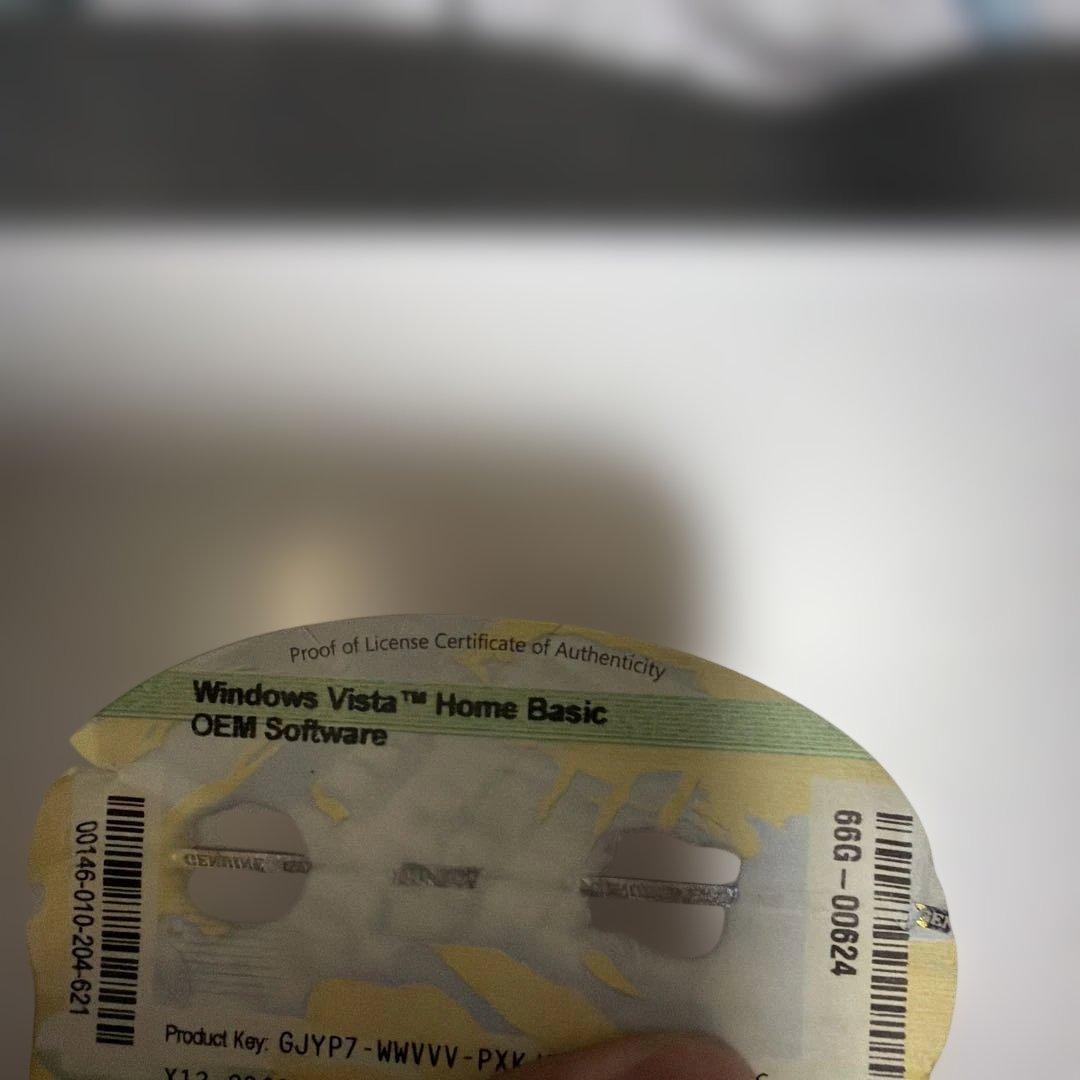 Proof of License Certificate of Authenticity
Windows Vista™ Home Basic
OEM Software
00146-010-204-621
GENUINE
66G-00624
Product Key: GJYP7-WWVVV-PXK